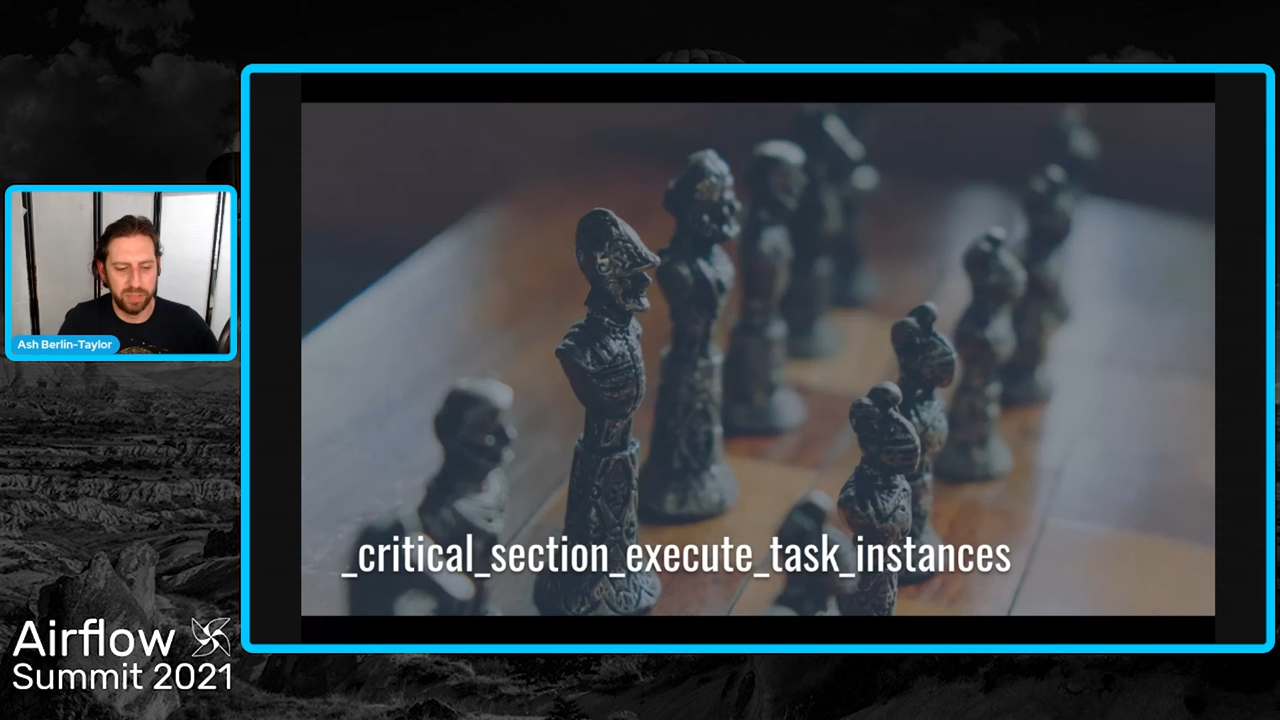 Ash Berlin-Taylor
_critical_section_execute_task_instances
Airflow
Summit 2021